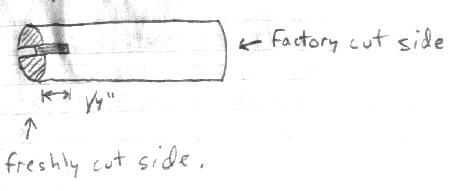 ← Factory cut side
1/4"
freshly cut side.